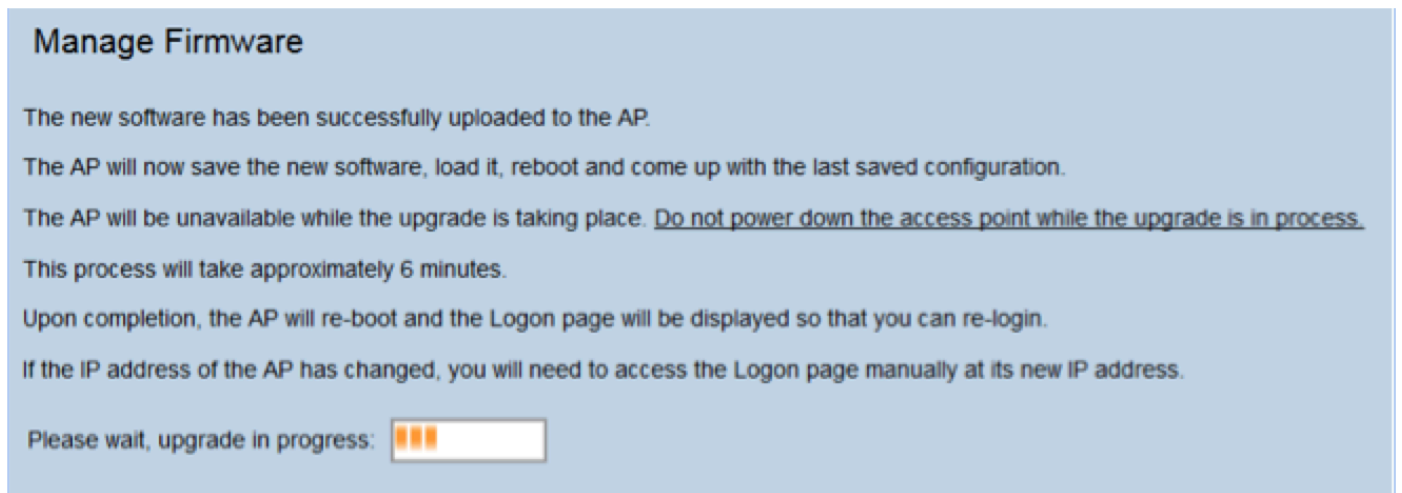 Manage Firmware
The new software has been successfully uploaded to the AP.
The AP will now save the new software, load it, reboot and come up with the last saved configuration.
The AP will be unavailable while the upgrade is taking place. Do not power down the access point while the upgrade is in process.
This process will take approximately 6 minutes.
Upon completion, the AP will re-boot and the Logon page will be displayed so that you can re-login.
If the IP address of the AP has changed, you will need to access the Logon page manually at its new IP address.
Please wait, upgrade in progress: